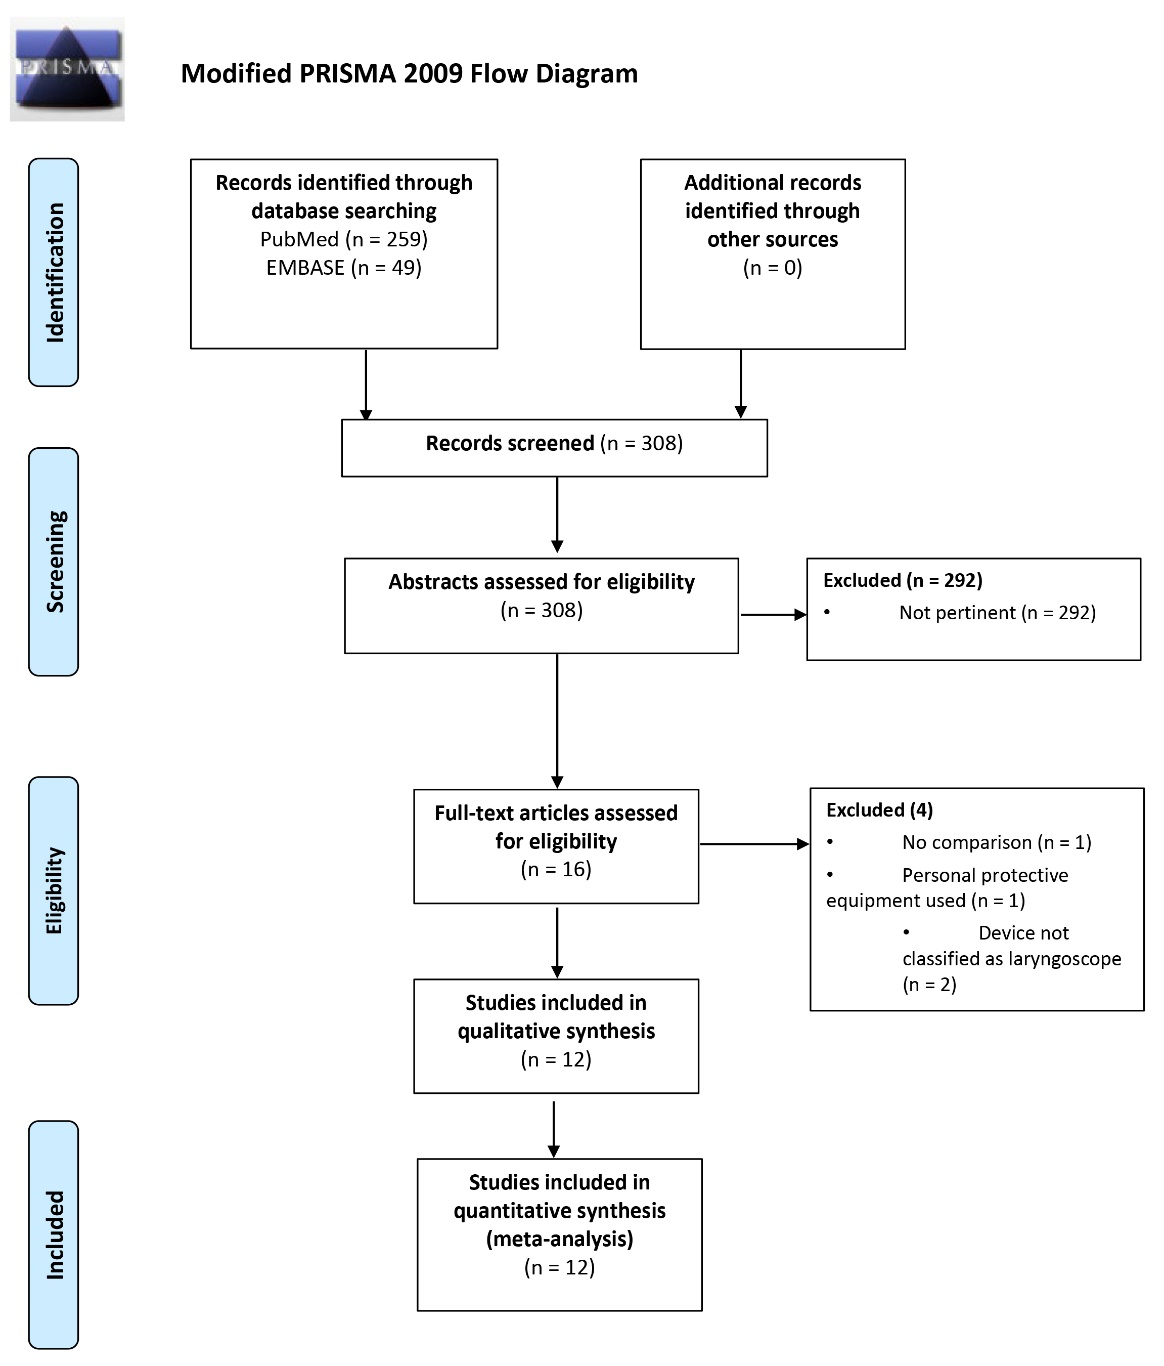 PRISMA
Modified PRISMA 2009 Flow Diagram
Identification
Records identified through
database searching
PubMed (n = 259)
EMBASE (n = 49)
Additional records
identified through
other sources
(n = 0)
Records screened (n = 308)
Screening
Abstracts assessed for eligibility
(n = 308)
Excluded (n = 292)
• Not pertinent (n = 292)
Eligibility
Full-text articles assessed
for eligibility
(n = 16)
Excluded (4)
• No comparison (n = 1)
• Personal protective
equipment used (n = 1)
• Device not
classified as laryngoscope
(n = 2)
Studies included in
qualitative synthesis
(n = 12)
Included
Studies included in
quantitative synthesis
(meta-analysis)
(n = 12)